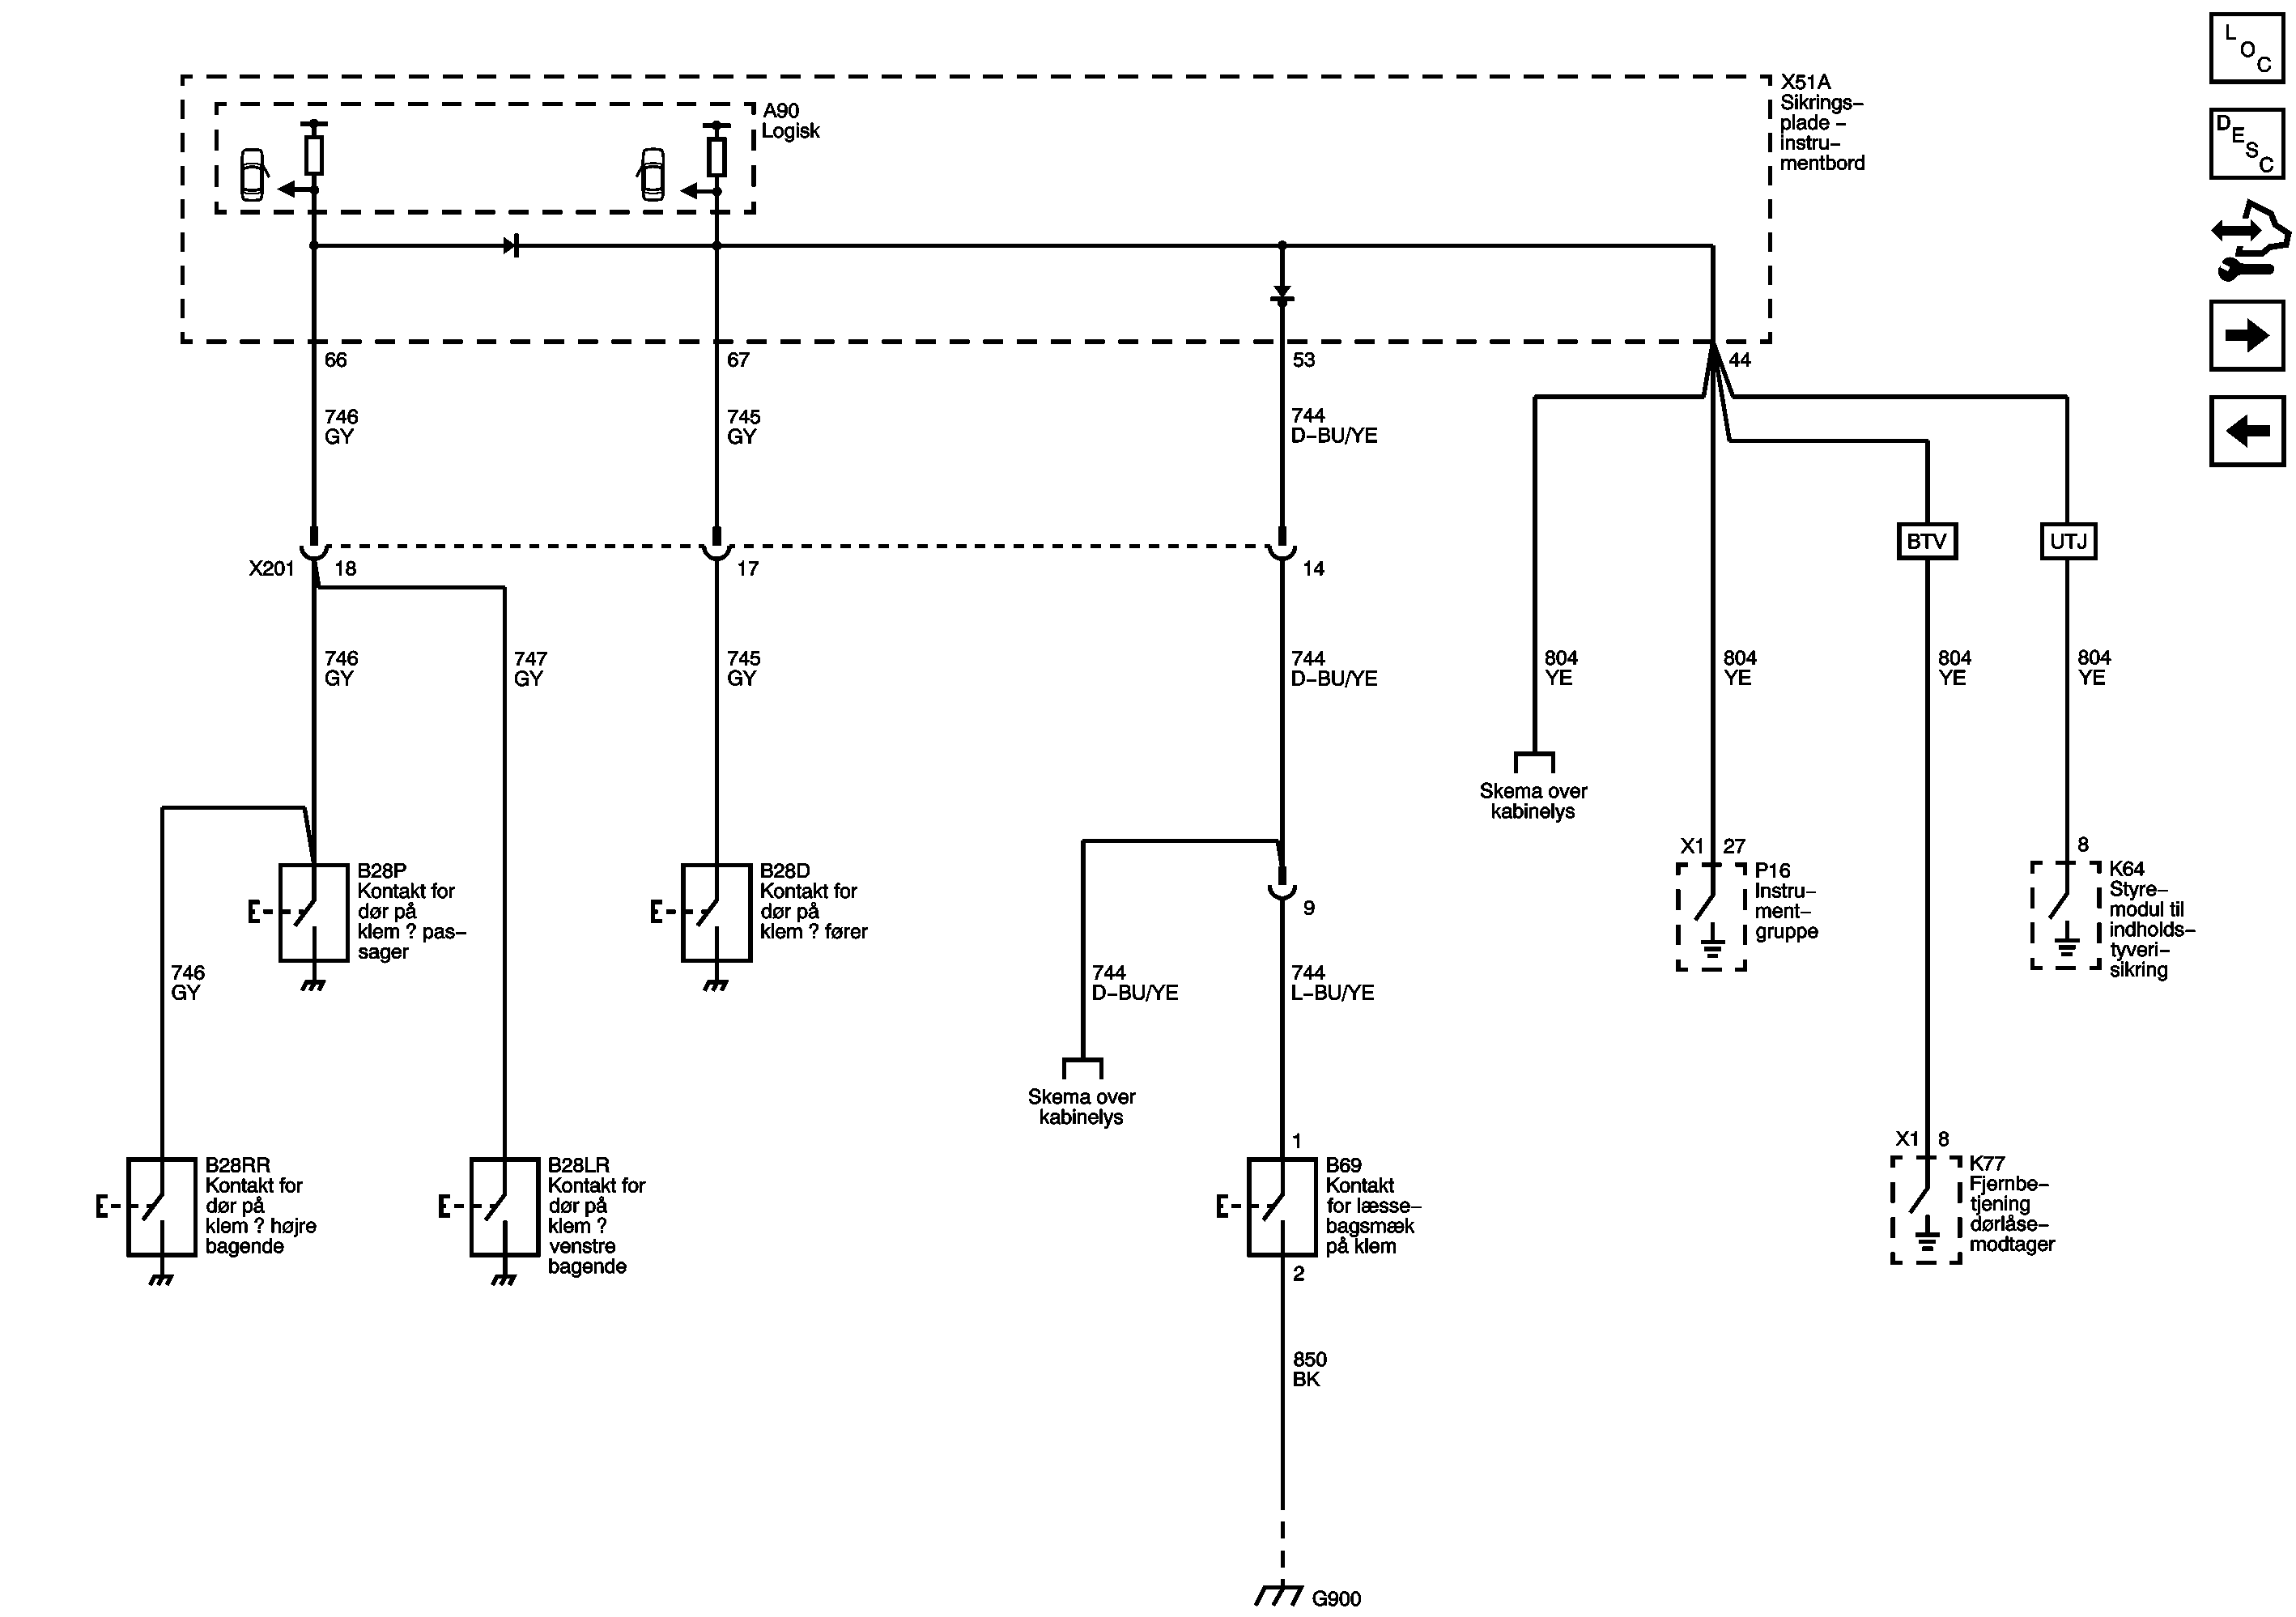 L
O
C
X51A
Sikrings–
plade –
instru–
mentbord
A90
Logisk
D
E
S
C
66
67
53
44
746
GY
745
GY
744
D–BU/YE
BTV
UTJ
X201
18
17
14
746
GY
747
GY
745
GY
744
D–BU/YE
804
YE
804
YE
804
YE
804
YE
Skema over
kabinelys
X1
27
8
B28P
Kontakt for
dør på
klem ? pas–
sager
B28D
Kontakt for
dør på
klem ? fører
9
P16
Instru–
ment–
gruppe
K64
Styre–
modul til
indholds–
tyveri–
sikring
746
GY
744
D–BU/YE
744
L–BU/YE
Skema over
kabinelys
1
X1
8
B28RR
Kontakt for
dør på
klem ? højre
bagende
B28LR
Kontakt for
dør på
klem ?
venstre
bagende
B69
Kontakt
for læsse–
bagsmæk
på klem
K77
Fjernbe–
tjening
dørlåse–
modtager
2
850
BK
G900